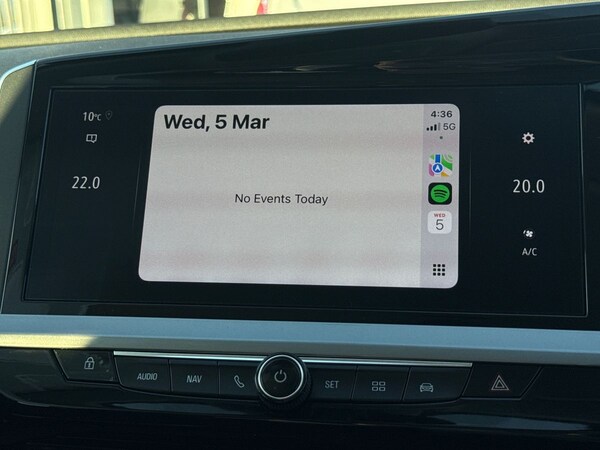 10°C
22.0
Wed, 5 Mar
No Events Today
4:36
5G
WED
5
20.0
A/C
AUDIO
NAV
SET